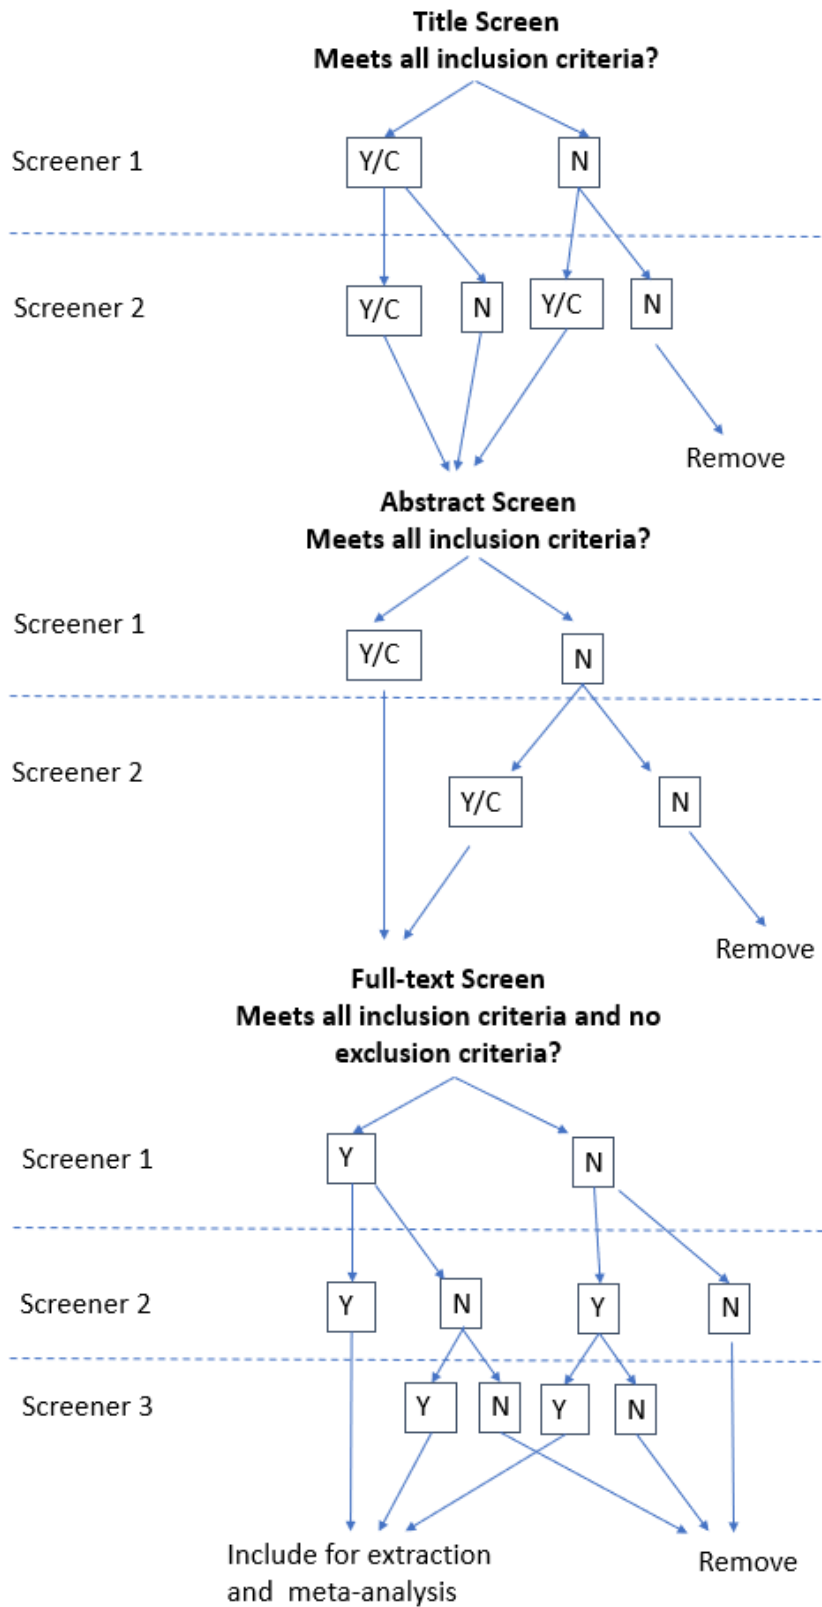 Title Screen
Meets all inclusion criteria?
Screener 1
Y/C
N
Screener 2
Y/C
N
Y/C
N
Remove
Abstract Screen
Meets all inclusion criteria?
Screener 1
Y/C
N
Screener 2
Y/C
N
Remove
Full-text Screen
Meets all inclusion criteria and no
exclusion criteria?
Screener 1
Y
N
Screener 2
Y
N
Y
N
Screener 3
Y
N
Y
N
Include for extraction
and meta-analysis
Remove